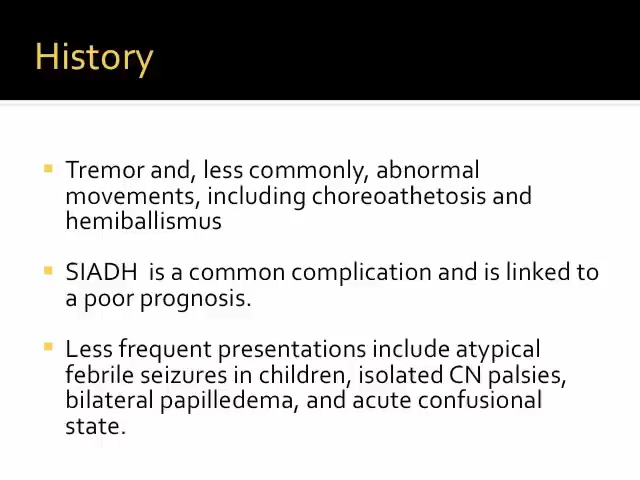 History
Tremor and, less commonly, abnormal
movements, including choreoathetosis and
hemiballismus
SIADH  is a common complication and is linked to
a poor prognosis.
Less frequent presentations include atypical
febrile seizures in children, isolated CN palsies,
bilateral papilledema, and acute confusional
state.